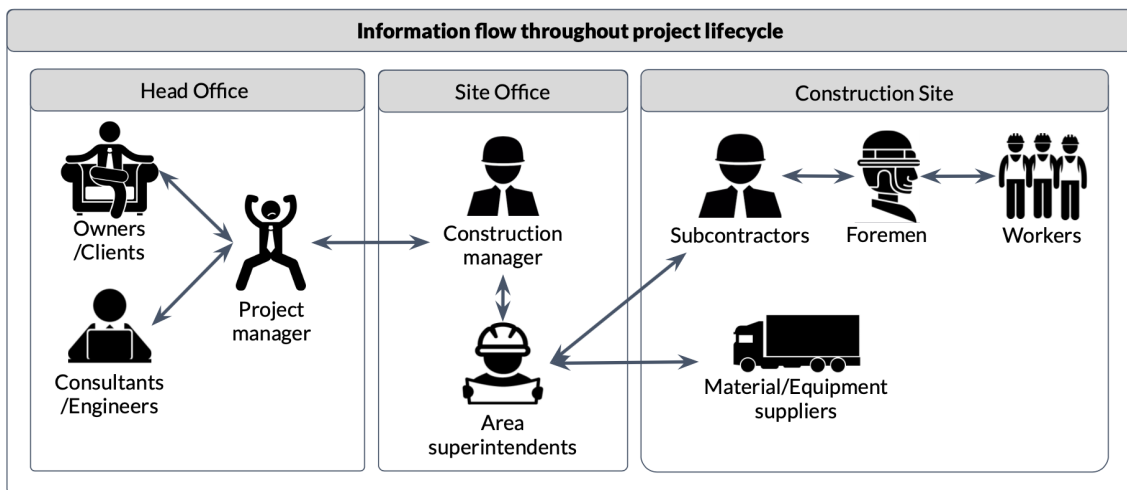 Information flow throughout project lifecycle
Head Office
Owners
/Clients
Project
manager
Consultants
/Engineers
Site Office
Construction
manager
Area
superintendents
Construction Site
Subcontractors
Foremen
Workers
Material/Equipment
suppliers